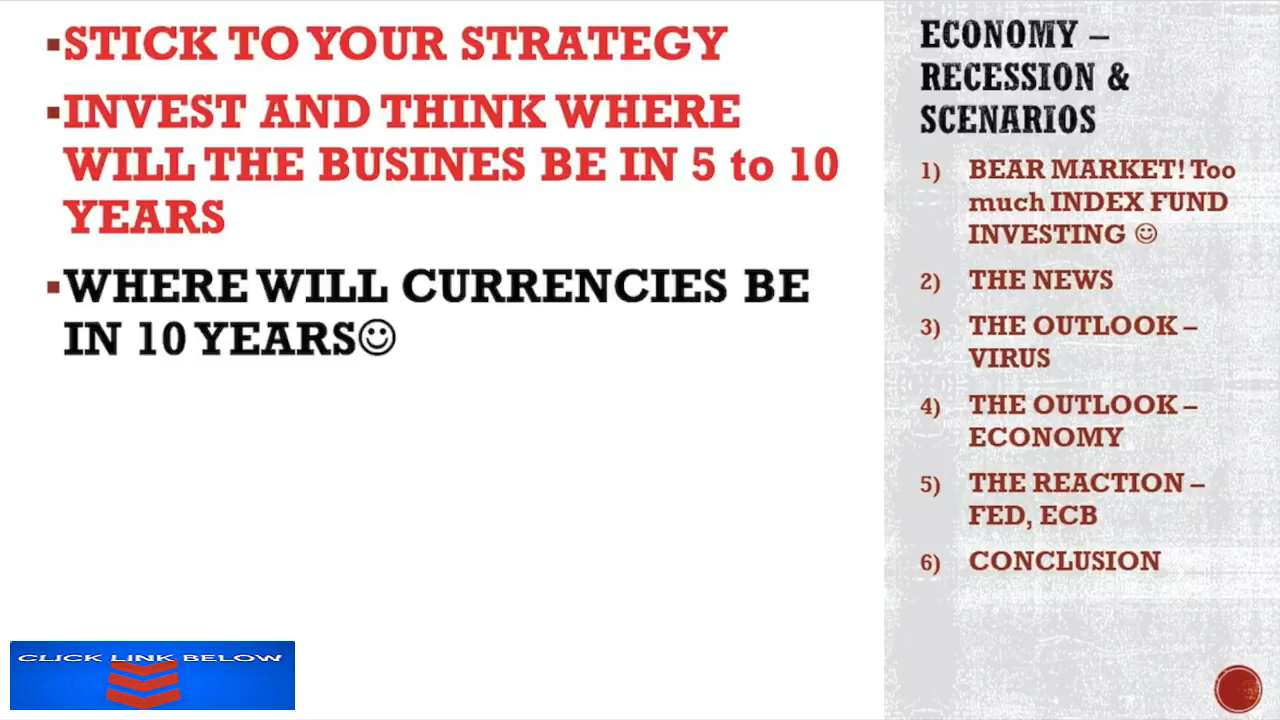 ▪STICK TO YOUR STRATEGY
▪INVEST AND THINK WHERE
WILL THE BUSINES BE IN 5 to 10
YEARS
▪WHERE WILL CURRENCIES BE
IN 10 YEARS☺
CLICK LINK BELOW
ECONOMY –
RECESSION &
SCENARIOS
1) BEAR MARKET! Too
much INDEX FUND
INVESTING ☺
2) THE NEWS
3) THE OUTLOOK –
VIRUS
4) THE OUTLOOK –
ECONOMY
5) THE REACTION –
FED, ECB
6) CONCLUSION